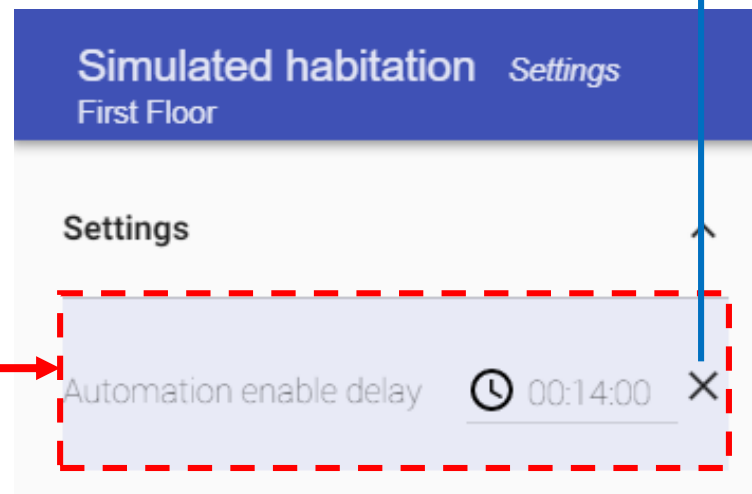 Simulated habitation Settings
First Floor
Settings
Automation enable delay 00:14:00